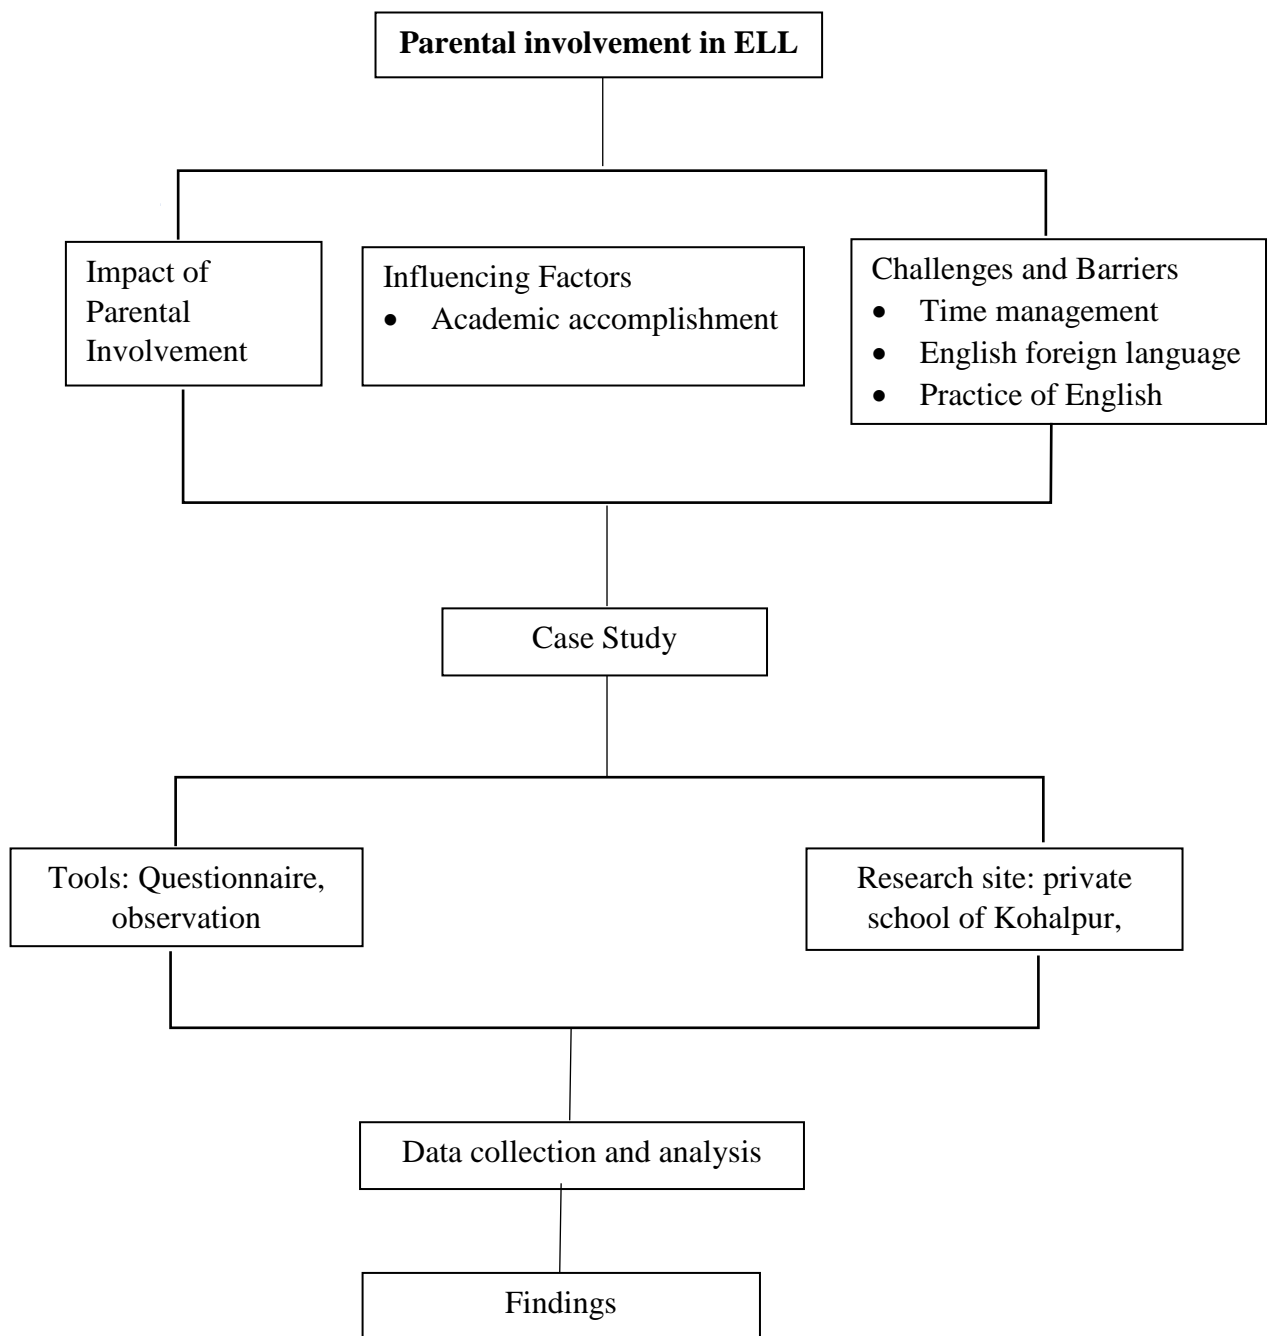 Parental involvement in ELL
Impact of
Parental
Involvement
Influencing Factors
• Academic accomplishment
Challenges and Barriers
• Time management
• English foreign language
• Practice of English
Case Study
Tools: Questionnaire,
observation
Research site: private
school of Kohalpur,
Data collection and analysis
Findings